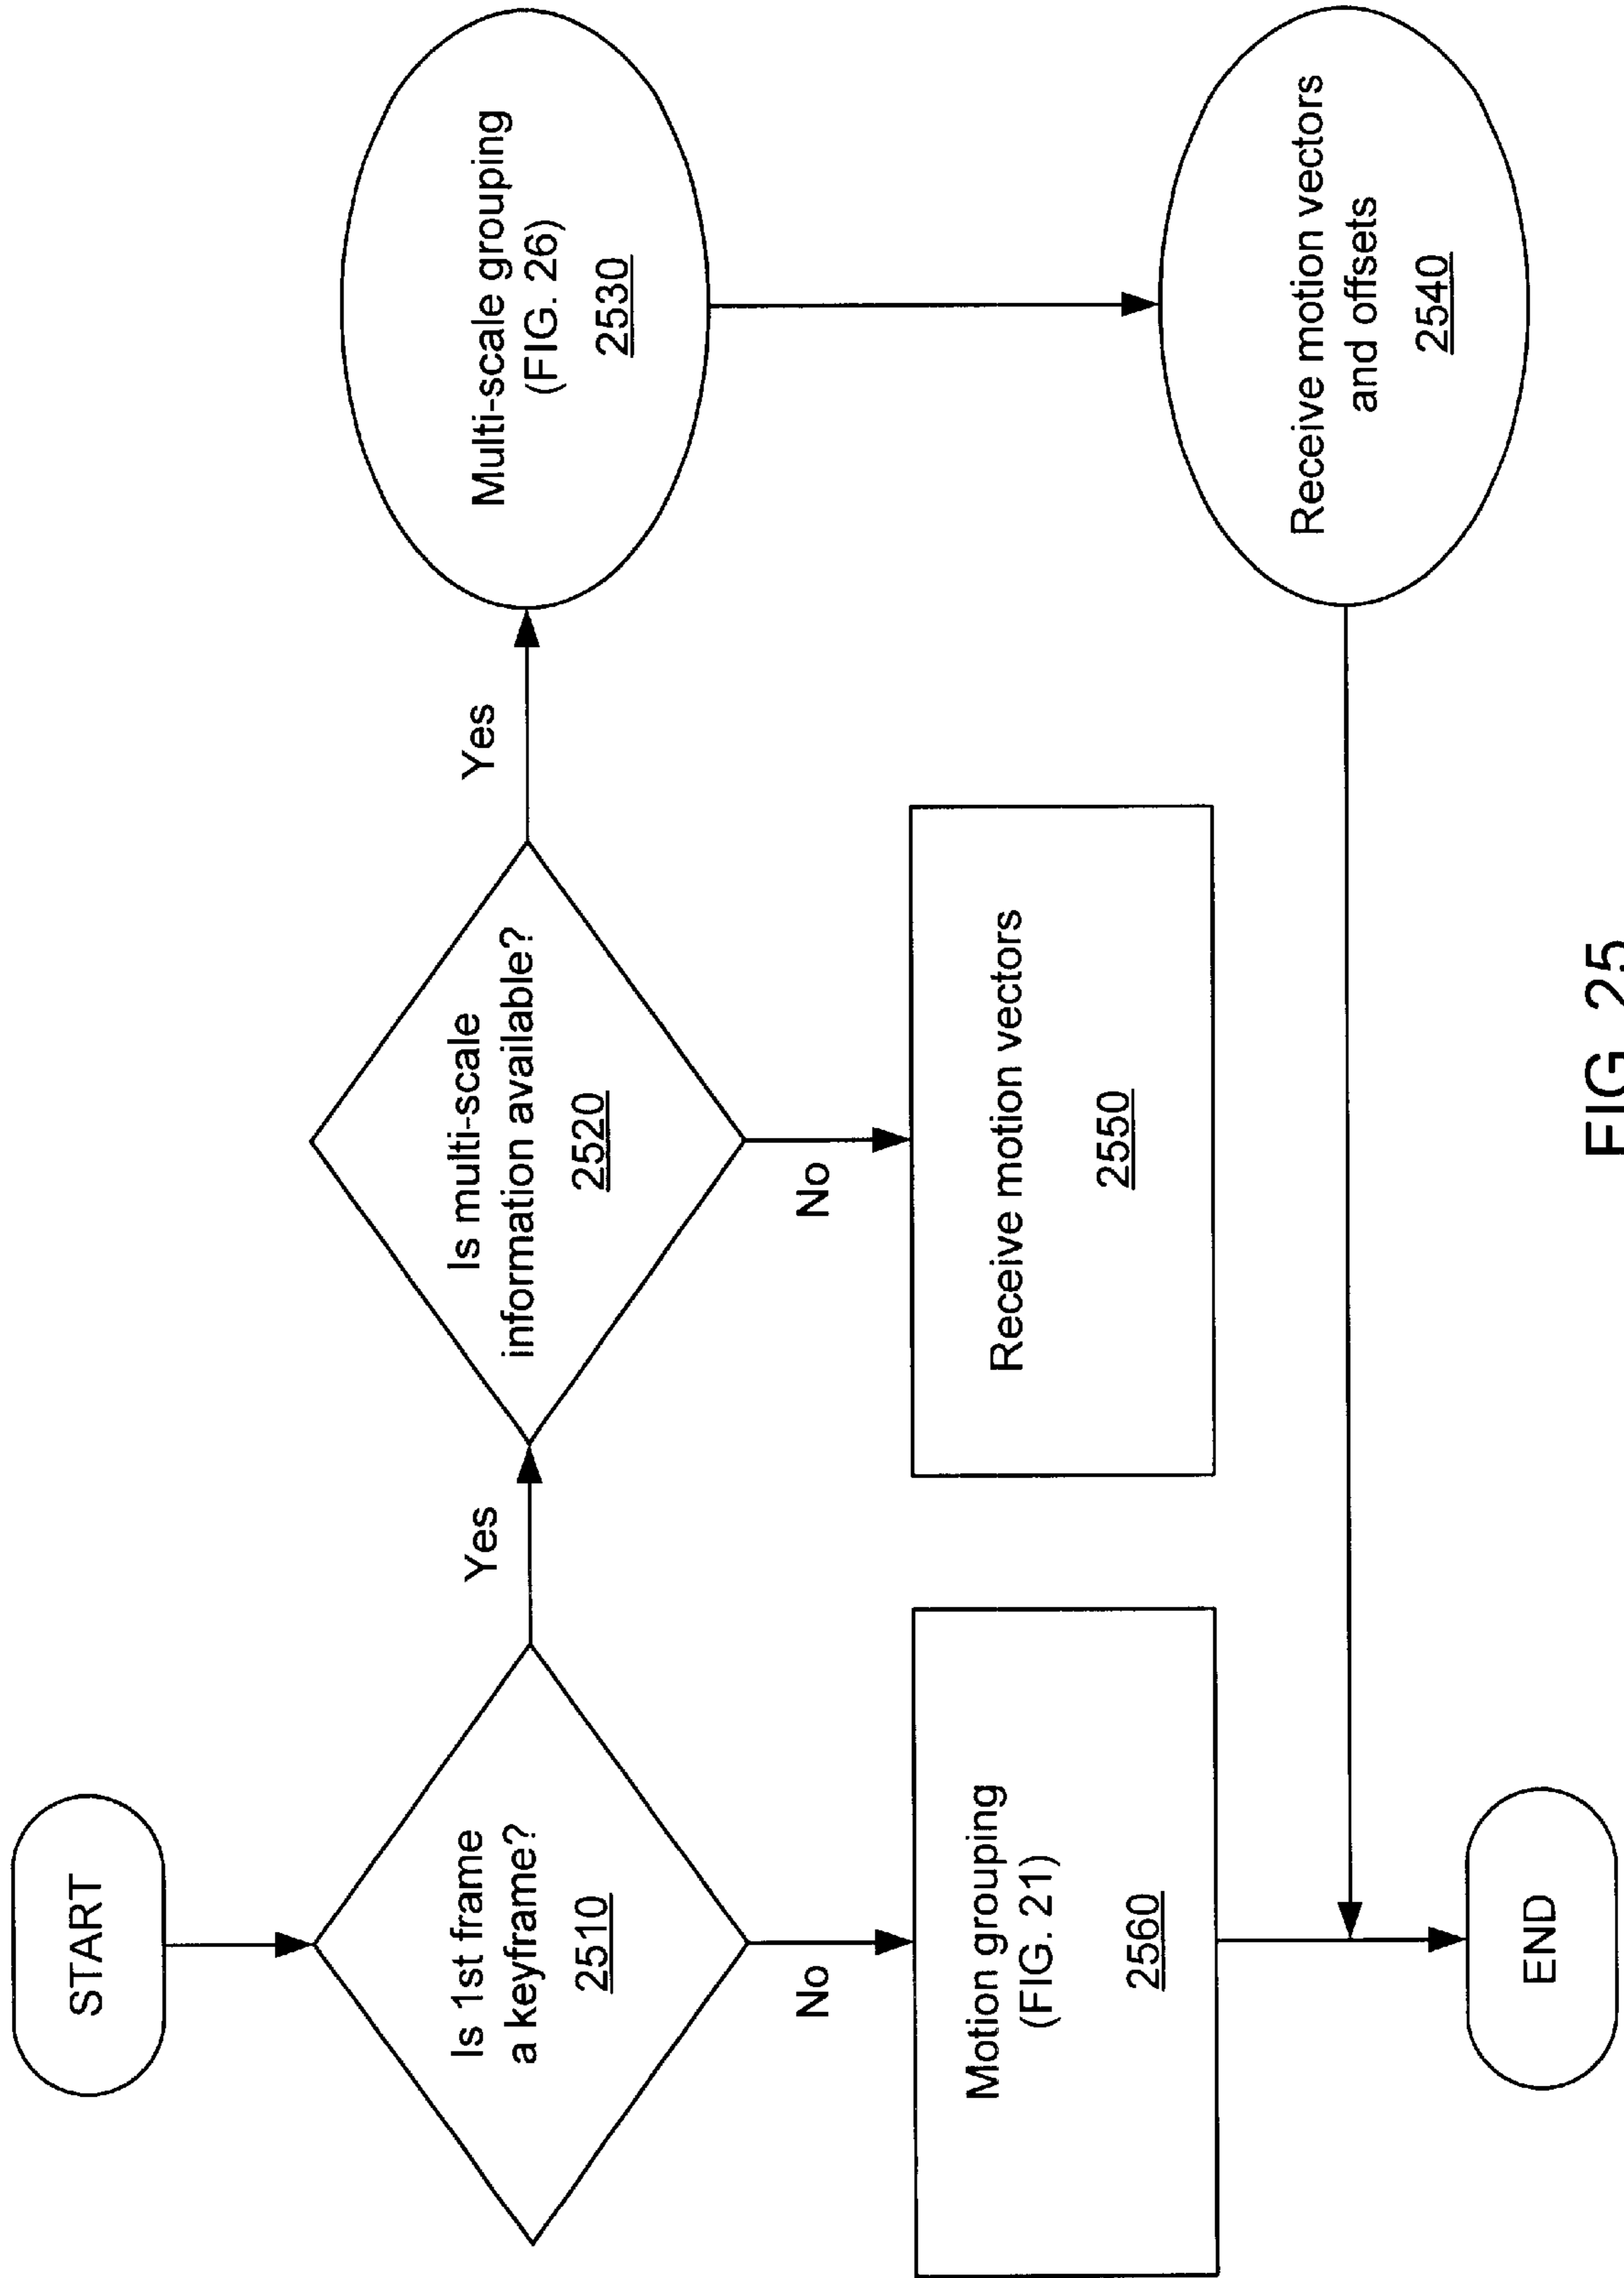 START
Is 1st frame
a keyframe?
2510
Yes
Is multi-scale
information available?
2520
Yes
Multi-scale grouping
(FIG. 26)
2530
No
Motion grouping
(FIG. 21)
2560
No
Receive motion vectors
2550
Receive motion vectors
and offsets
2540
END
FIG. 25